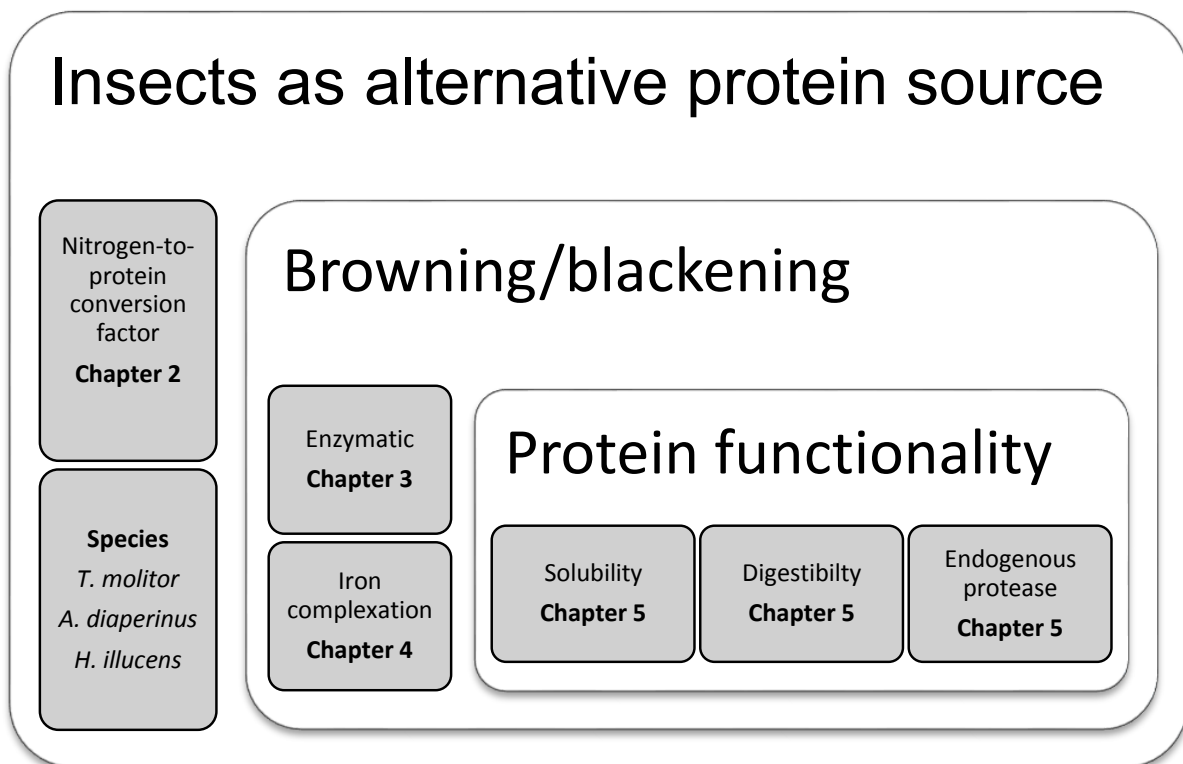 Insects as alternative protein source
Nitrogen-to-
protein
conversion
factor
Chapter 2
Species
T. molitor
A. diaperinus
H. illucens
Browning/blackening
Enzymatic
Chapter 3
Iron
complexation
Chapter 4
Protein functionality
Solubility
Chapter 5
Digestibilty
Chapter 5
Endogenous
protease
Chapter 5